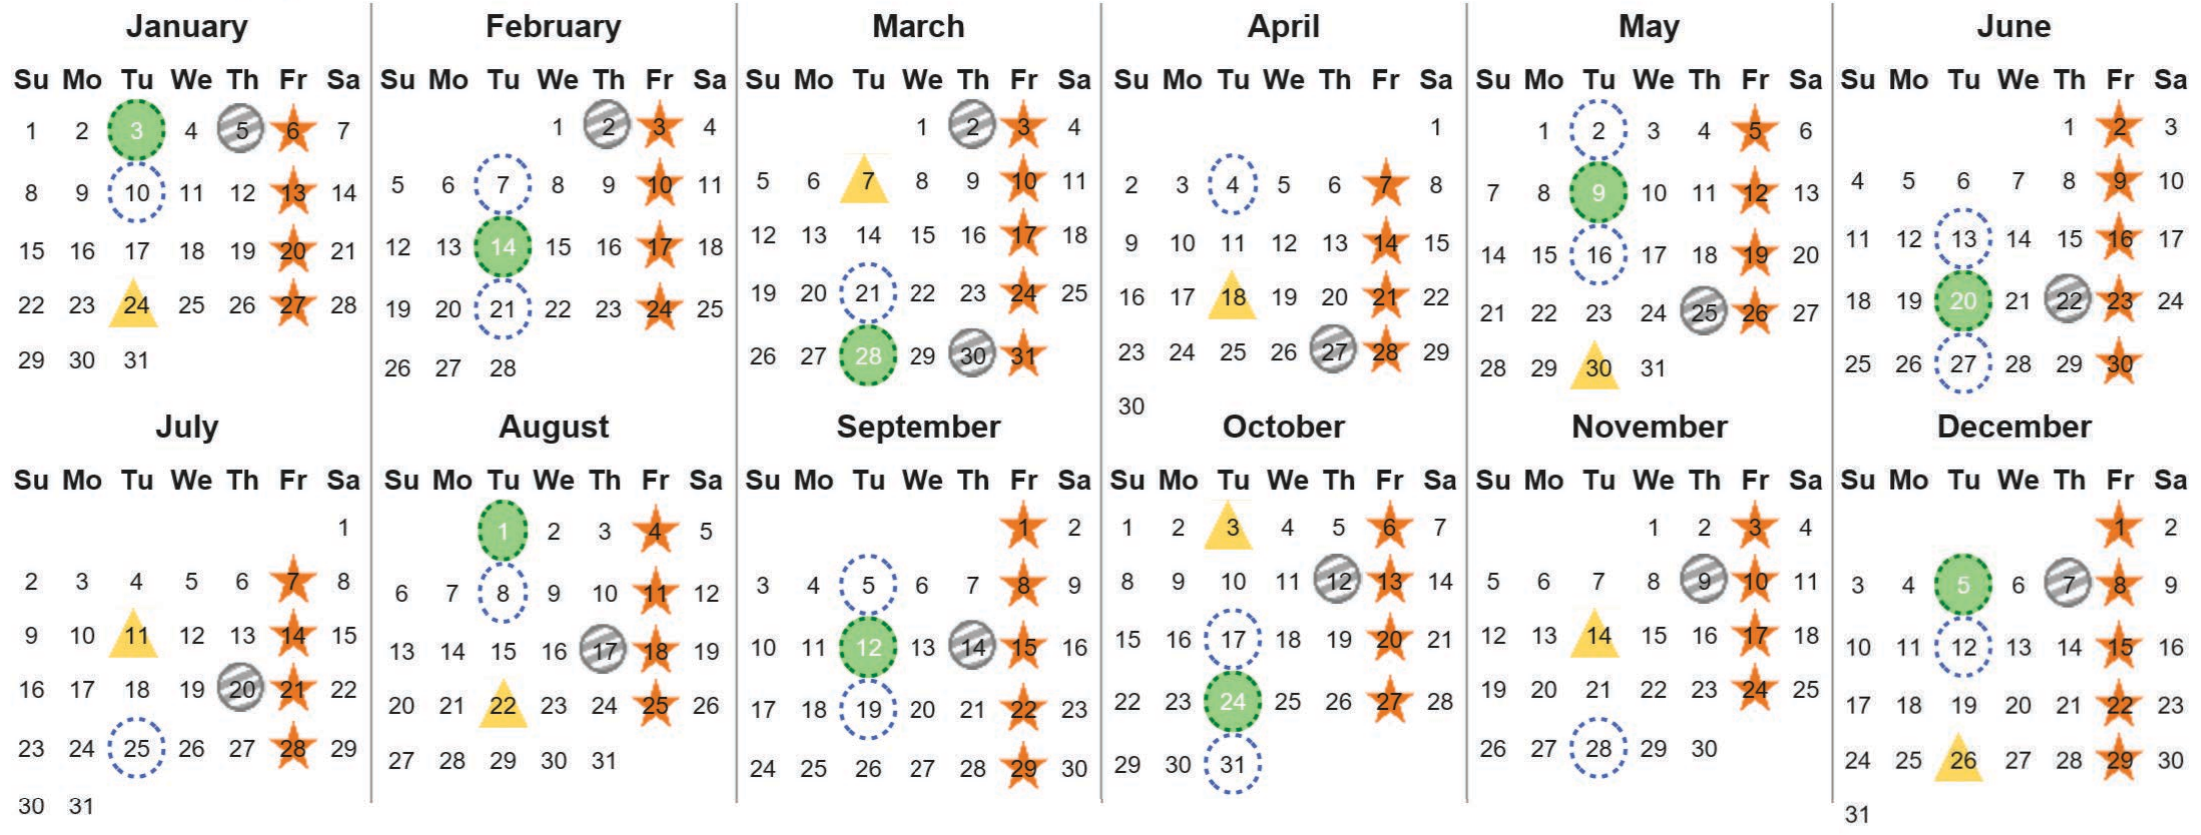 January
Su Mo Tu We Th Fr Sa
1 2 3 4 5 6 7
8 9 10 11 12 13 14
15 16 17 18 19 20 21
22 23 24 25 26 27 28
29 30 31
February
Su Mo Tu We Th Fr Sa
1 2 3 4
5 6 7 8 9 10 11
12 13 14 15 16 17 18
19 20 21 22 23 24 25
26 27 28
March
Su Mo Tu We Th Fr Sa
1 2 3 4
5 6 7 8 9 10 11
12 13 14 15 16 17 18
19 20 21 22 23 24 25
26 27 28 29 30 31
April
Su Mo Tu We Th Fr Sa
1
2 3 4 5 6 7 8
9 10 11 12 13 14 15
16 17 18 19 20 21 22
23 24 25 26 27 28 29
30
May
Su Mo Tu We Th Fr Sa
1 2 3 4 5 6
7 8 9 10 11 12 13
14 15 16 17 18 19 20
21 22 23 24 25 26 27
28 29 30 31
June
Su Mo Tu We Th Fr Sa
1 2 3
4 5 6 7 8 9 10
11 12 13 14 15 16 17
18 19 20 21 22 23 24
25 26 27 28 29 30
July
Su Mo Tu We Th Fr Sa
1
2 3 4 5 6 7 8
9 10 11 12 13 14 15
16 17 18 19 20 21 22
23 24 25 26 27 28 29
30 31
August
Su Mo Tu We Th Fr Sa
1 2 3 4 5
6 7 8 9 10 11 12
13 14 15 16 17 18 19
20 21 22 23 24 25 26
27 28 29 30 31
September
Su Mo Tu We Th Fr Sa
1 2
3 4 5 6 7 8 9
10 11 12 13 14 15 16
17 18 19 20 21 22 23
24 25 26 27 28 29 30
October
Su Mo Tu We Th Fr Sa
1 2 3 4 5 6 7
8 9 10 11 12 13 14
15 16 17 18 19 20 21
22 23 24 25 26 27 28
29 30 31
November
Su Mo Tu We Th Fr Sa
1 2 3 4
5 6 7 8 9 10 11
12 13 14 15 16 17 18
19 20 21 22 23 24 25
26 27 28 29 30
December
Su Mo Tu We Th Fr Sa
1 2
3 4 5 6 7 8 9
10 11 12 13 14 15 16
17 18 19 20 21 22 23
24 25 26 27 28 29 30
31